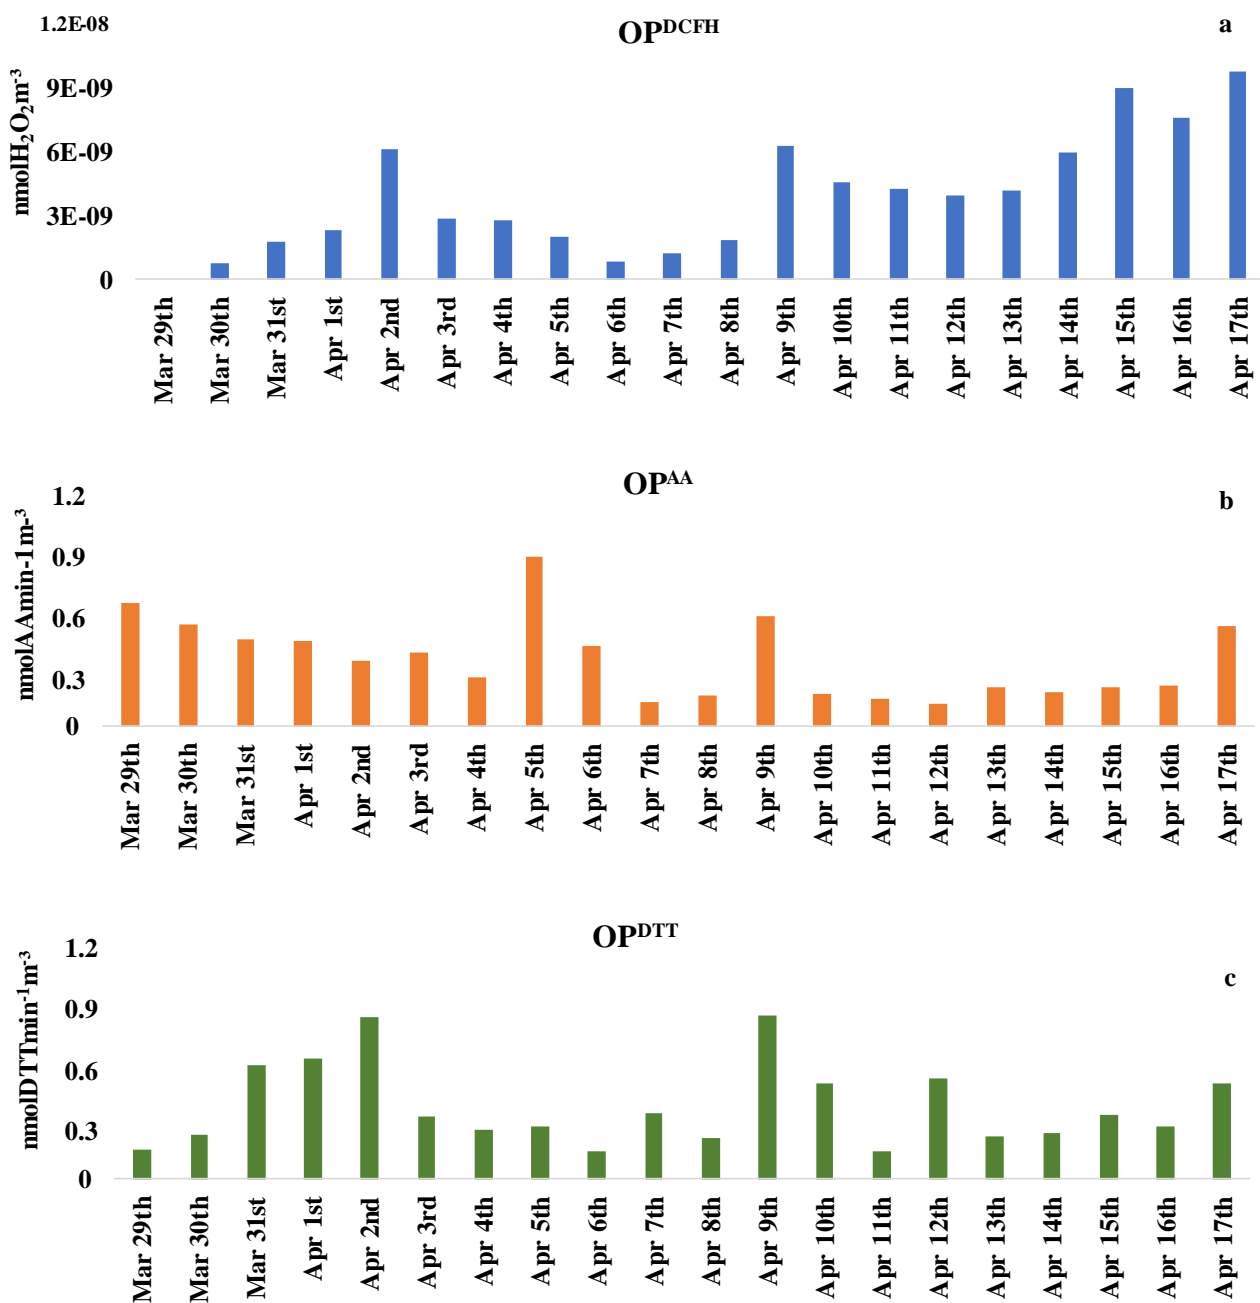 OP^DCFH
a
nmolH₂O₂m⁻³
1.2E-08
9E-09
6E-09
3E-09
0
Mar 29th
Mar 30th
Mar 31st
Apr 1st
Apr 2nd
Apr 3rd
Apr 4th
Apr 5th
Apr 6th
Apr 7th
Apr 8th
Apr 9th
Apr 10th
Apr 11th
Apr 12th
Apr 13th
Apr 14th
Apr 15th
Apr 16th
Apr 17th
OP^AA
b
nmolAAmin-1m-³
1.2
0.9
0.6
0.3
0
Mar 29th
Mar 30th
Mar 31st
Apr 1st
Apr 2nd
Apr 3rd
Apr 4th
Apr 5th
Apr 6th
Apr 7th
Apr 8th
Apr 9th
Apr 10th
Apr 11th
Apr 12th
Apr 13th
Apr 14th
Apr 15th
Apr 16th
Apr 17th
OP^DTT
c
nmolDTTmin⁻¹m⁻³
1.2
0.9
0.6
0.3
0
Mar 29th
Mar 30th
Mar 31st
Apr 1st
Apr 2nd
Apr 3rd
Apr 4th
Apr 5th
Apr 6th
Apr 7th
Apr 8th
Apr 9th
Apr 10th
Apr 11th
Apr 12th
Apr 13th
Apr 14th
Apr 15th
Apr 16th
Apr 17th